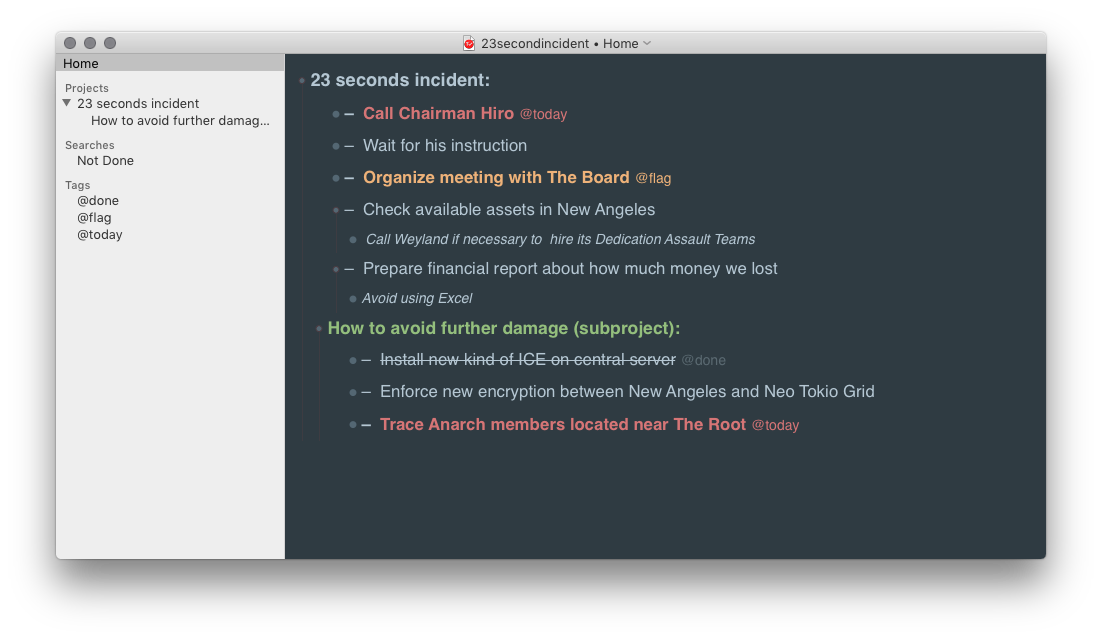 23secondincident • Home
Home
Projects
23 seconds incident
How to avoid further damag...
Searches
Not Done
Tags
@done
@flag
@today
23 seconds incident:
– Call Chairman Hiro @today
– Wait for his instruction
– Organize meeting with The Board @flag
– Check available assets in New Angeles
Call Weyland if necessary to  hire its Dedication Assault Teams
– Prepare financial report about how much money we lost
Avoid using Excel
How to avoid further damage (subproject):
– Install new kind of ICE on central server @done
– Enforce new encryption between New Angeles and Neo Tokio Grid
– Trace Anarch members located near The Root @today